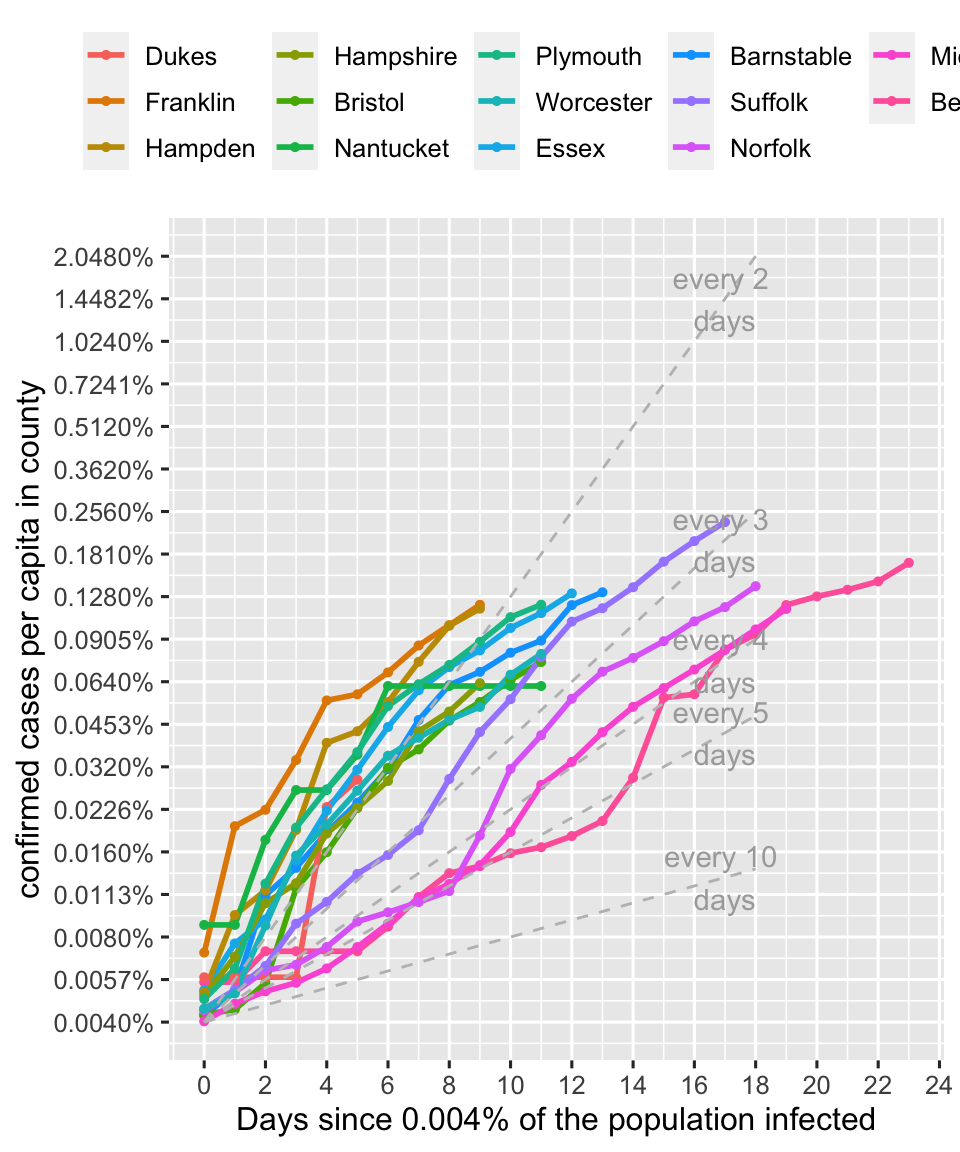 Dukes Hampshire Plymouth Barnstable Mi
Franklin Bristol Worcester Suffolk Be
Hampden Nantucket Essex Norfolk
2.0480%
1.4482%
1.0240%
0.7241%
0.5120%
0.3620%
0.2560%
0.1810%
0.1280%
0.0905%
0.0640%
0.0453%
0.0320%
0.0226%
0.0160%
0.0113%
0.0080%
0.0057%
0.0040%
confirmed cases per capita in county
every 2
days
every 3
days
every 4
days
every 5
days
every 10
days
0 2 4 6 8 10 12 14 16 18 20 22 24
Days since 0.004% of the population infected